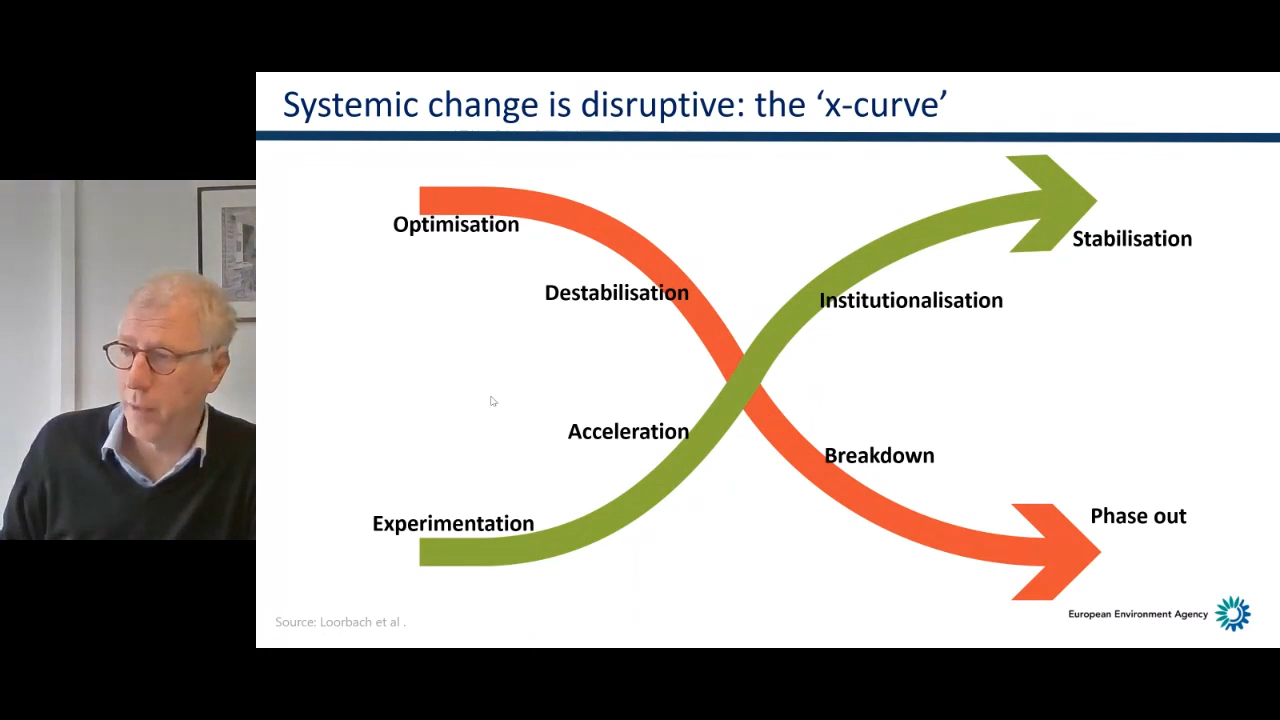 Systemic change is disruptive: the ‘x-curve’
Optimisation
Stabilisation
Destabilisation
Institutionalisation
Acceleration
Breakdown
Experimentation
Phase out
European Environment Agency
Source: Loorbach et al .